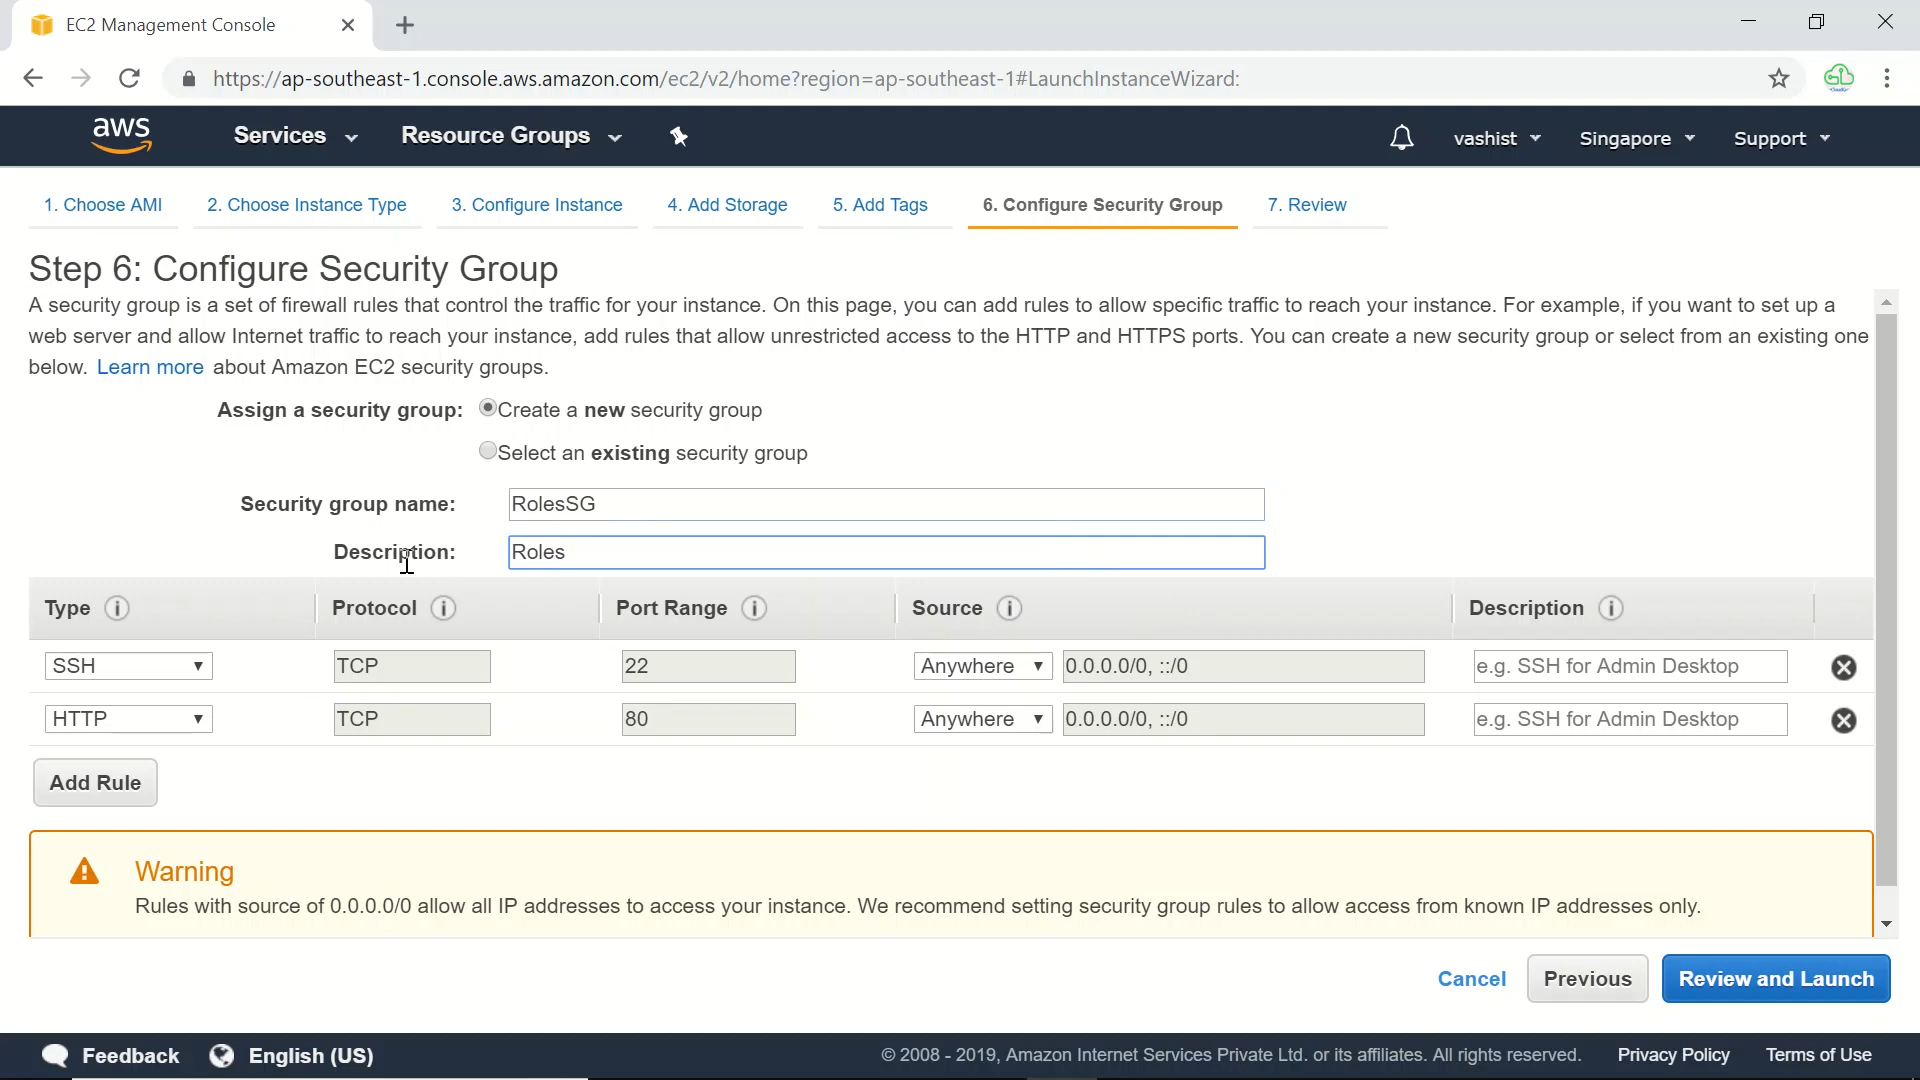 EC2 Management Console
https://ap-southeast-1.console.aws.amazon.com/ec2/v2/home?region=ap-southeast-1#LaunchInstanceWizard:
aws Services Resource Groups vashist Singapore Support
1. Choose AMI 2. Choose Instance Type 3. Configure Instance 4. Add Storage 5. Add Tags 6. Configure Security Group 7. Review
Step 6: Configure Security Group
A security group is a set of firewall rules that control the traffic for your instance. On this page, you can add rules to allow specific traffic to reach your instance. For example, if you want to set up a
web server and allow Internet traffic to reach your instance, add rules that allow unrestricted access to the HTTP and HTTPS ports. You can create a new security group or select from an existing one
below. Learn more about Amazon EC2 security groups.
Assign a security group: Create a new security group
Select an existing security group
Security group name: RolesSG
Description: Roles
Type Protocol Port Range Source Description
SSH TCP 22 Anywhere 0.0.0.0/0, ::/0 e.g. SSH for Admin Desktop
HTTP TCP 80 Anywhere 0.0.0.0/0, ::/0 e.g. SSH for Admin Desktop
Add Rule
Warning
Rules with source of 0.0.0.0/0 allow all IP addresses to access your instance. We recommend setting security group rules to allow access from known IP addresses only.
Cancel Previous Review and Launch
Feedback English (US) © 2008 - 2019, Amazon Internet Services Private Ltd. or its affiliates. All rights reserved. Privacy Policy Terms of Use